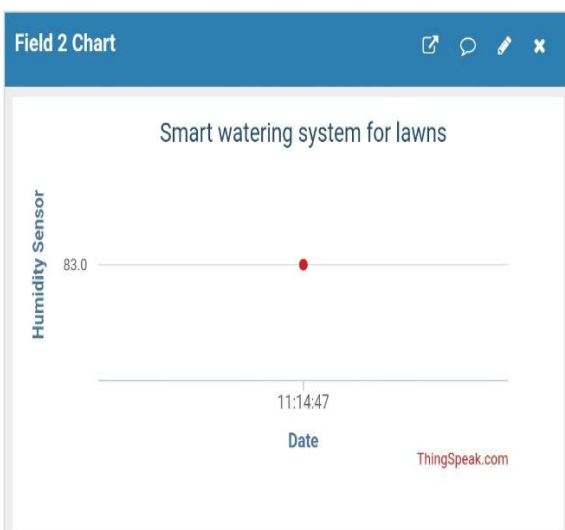 Field 2 Chart
Smart watering system for lawns
Humidity Sensor
83.0
11:14:47
Date
ThingSpeak.com